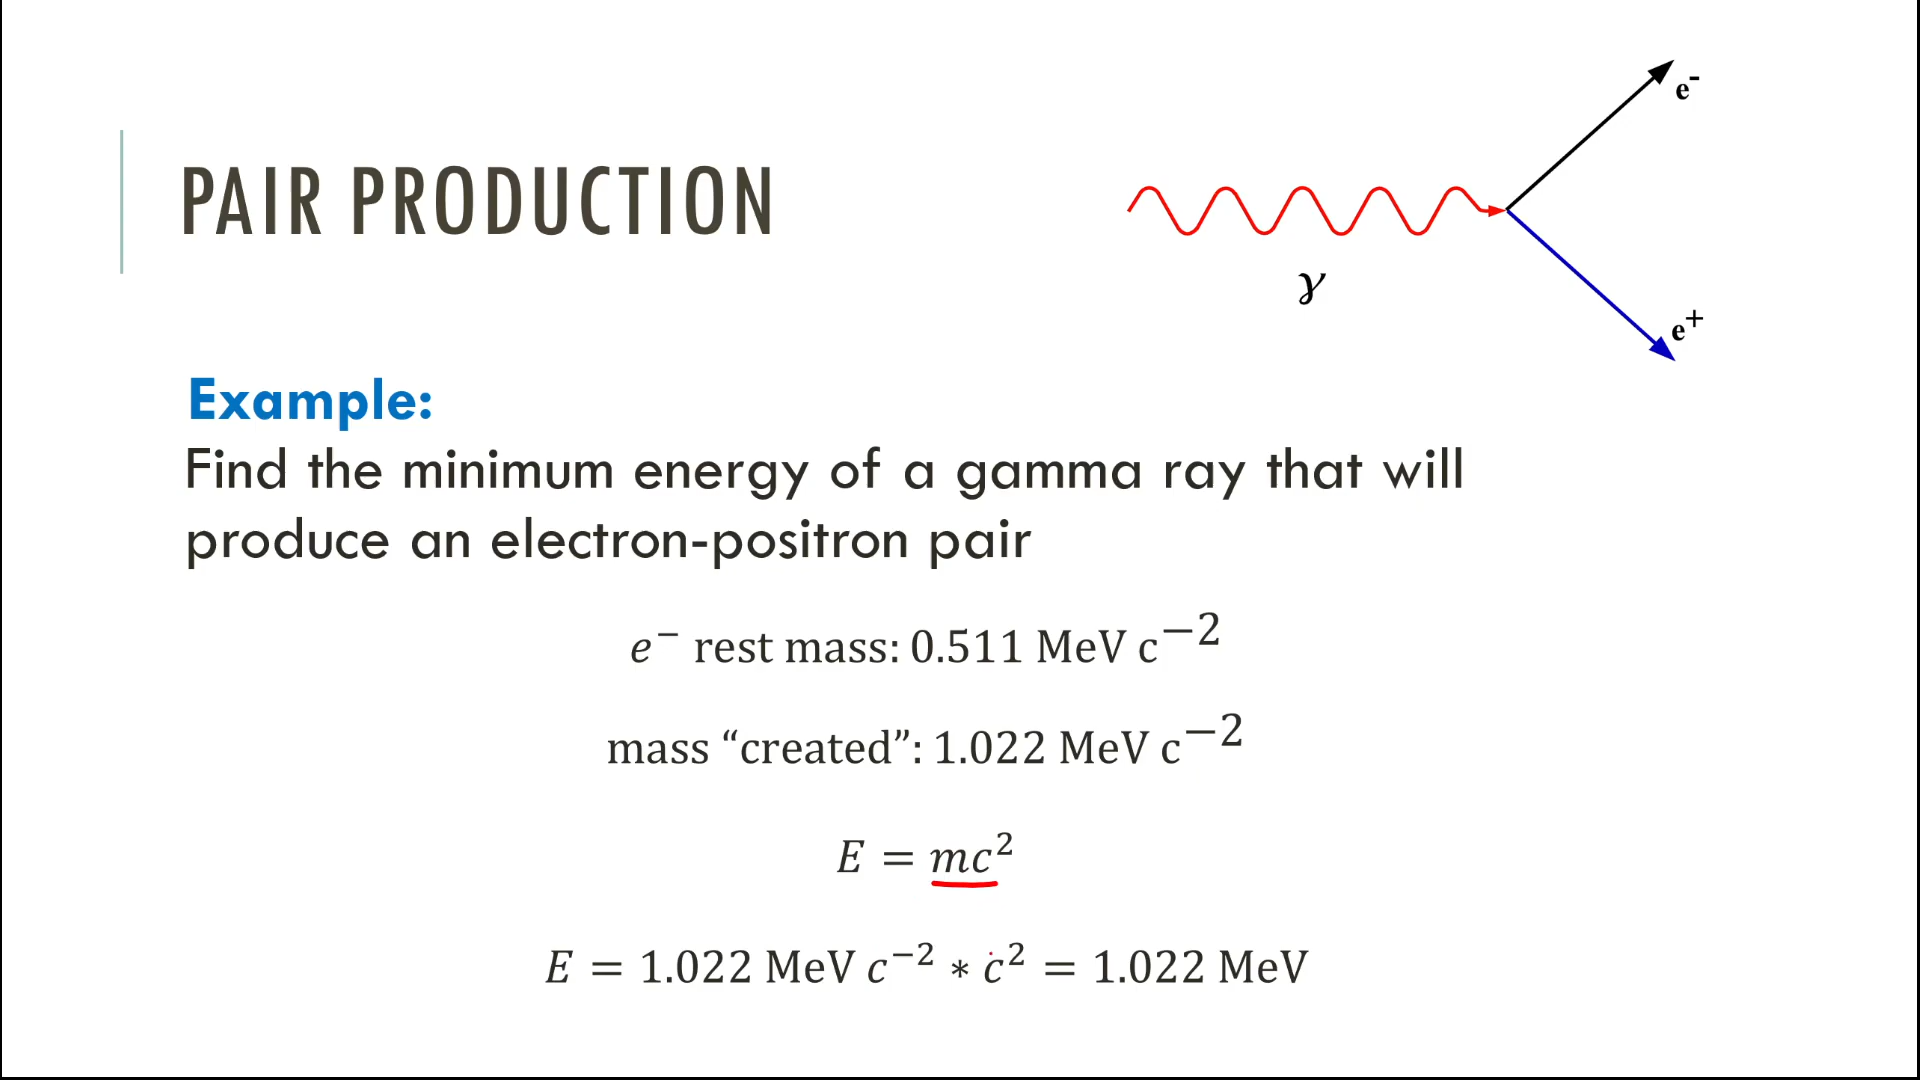 PAIR PRODUCTION
e⁻
γ
e⁺
Example:
Find the minimum energy of a gamma ray that will
produce an electron-positron pair
e⁻ rest mass: 0.511 MeV c⁻²
mass “created”: 1.022 MeV c⁻²
E = mc²
E = 1.022 MeV c⁻² ∗ c² = 1.022 MeV